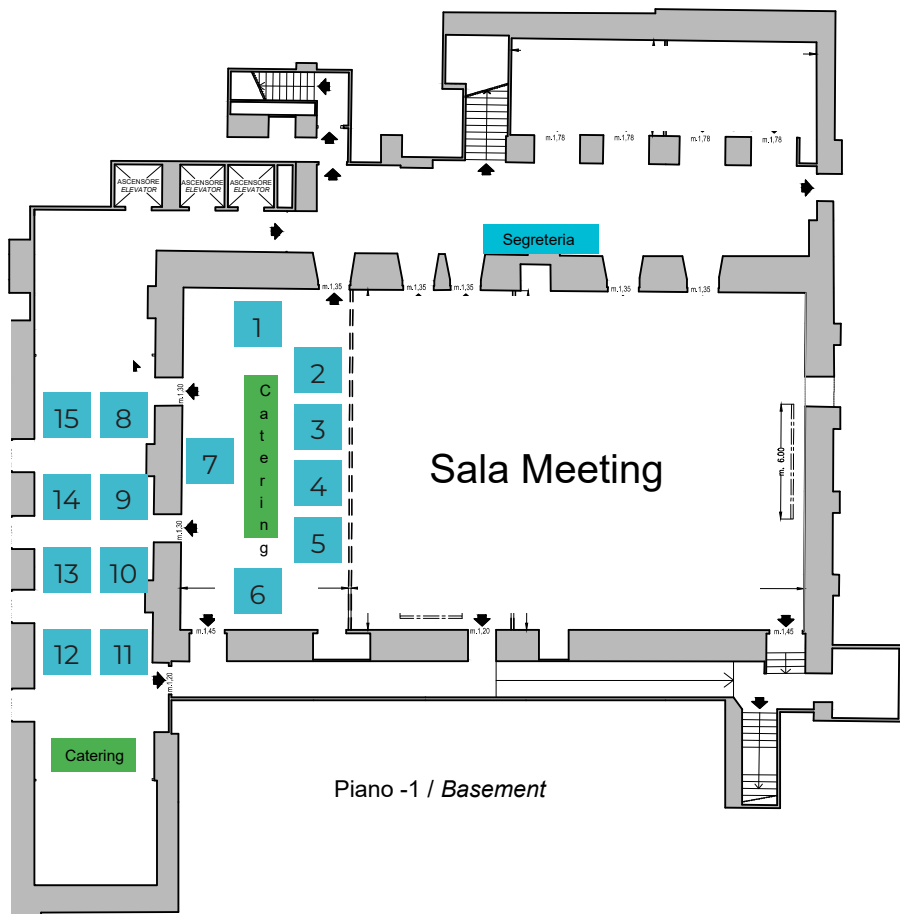 m.1,78
m.1,78
m.1,78
m.1,78
ASCENSORE
ELEVATOR
ASCENSORE
ELEVATOR
ASCENSORE
ELEVATOR
Segreteria
m.1,35
m.1,35
m.1,35
m.1,35
m.1,35
1
2
3
4
5
6
7
Catering
m.1,30
m.1,30
15
8
14
9
13
10
12
11
Sala Meeting
m. 6.00
m.1,45
m.1,20
m.1,45
m.1,20
Catering
Piano -1 / Basement